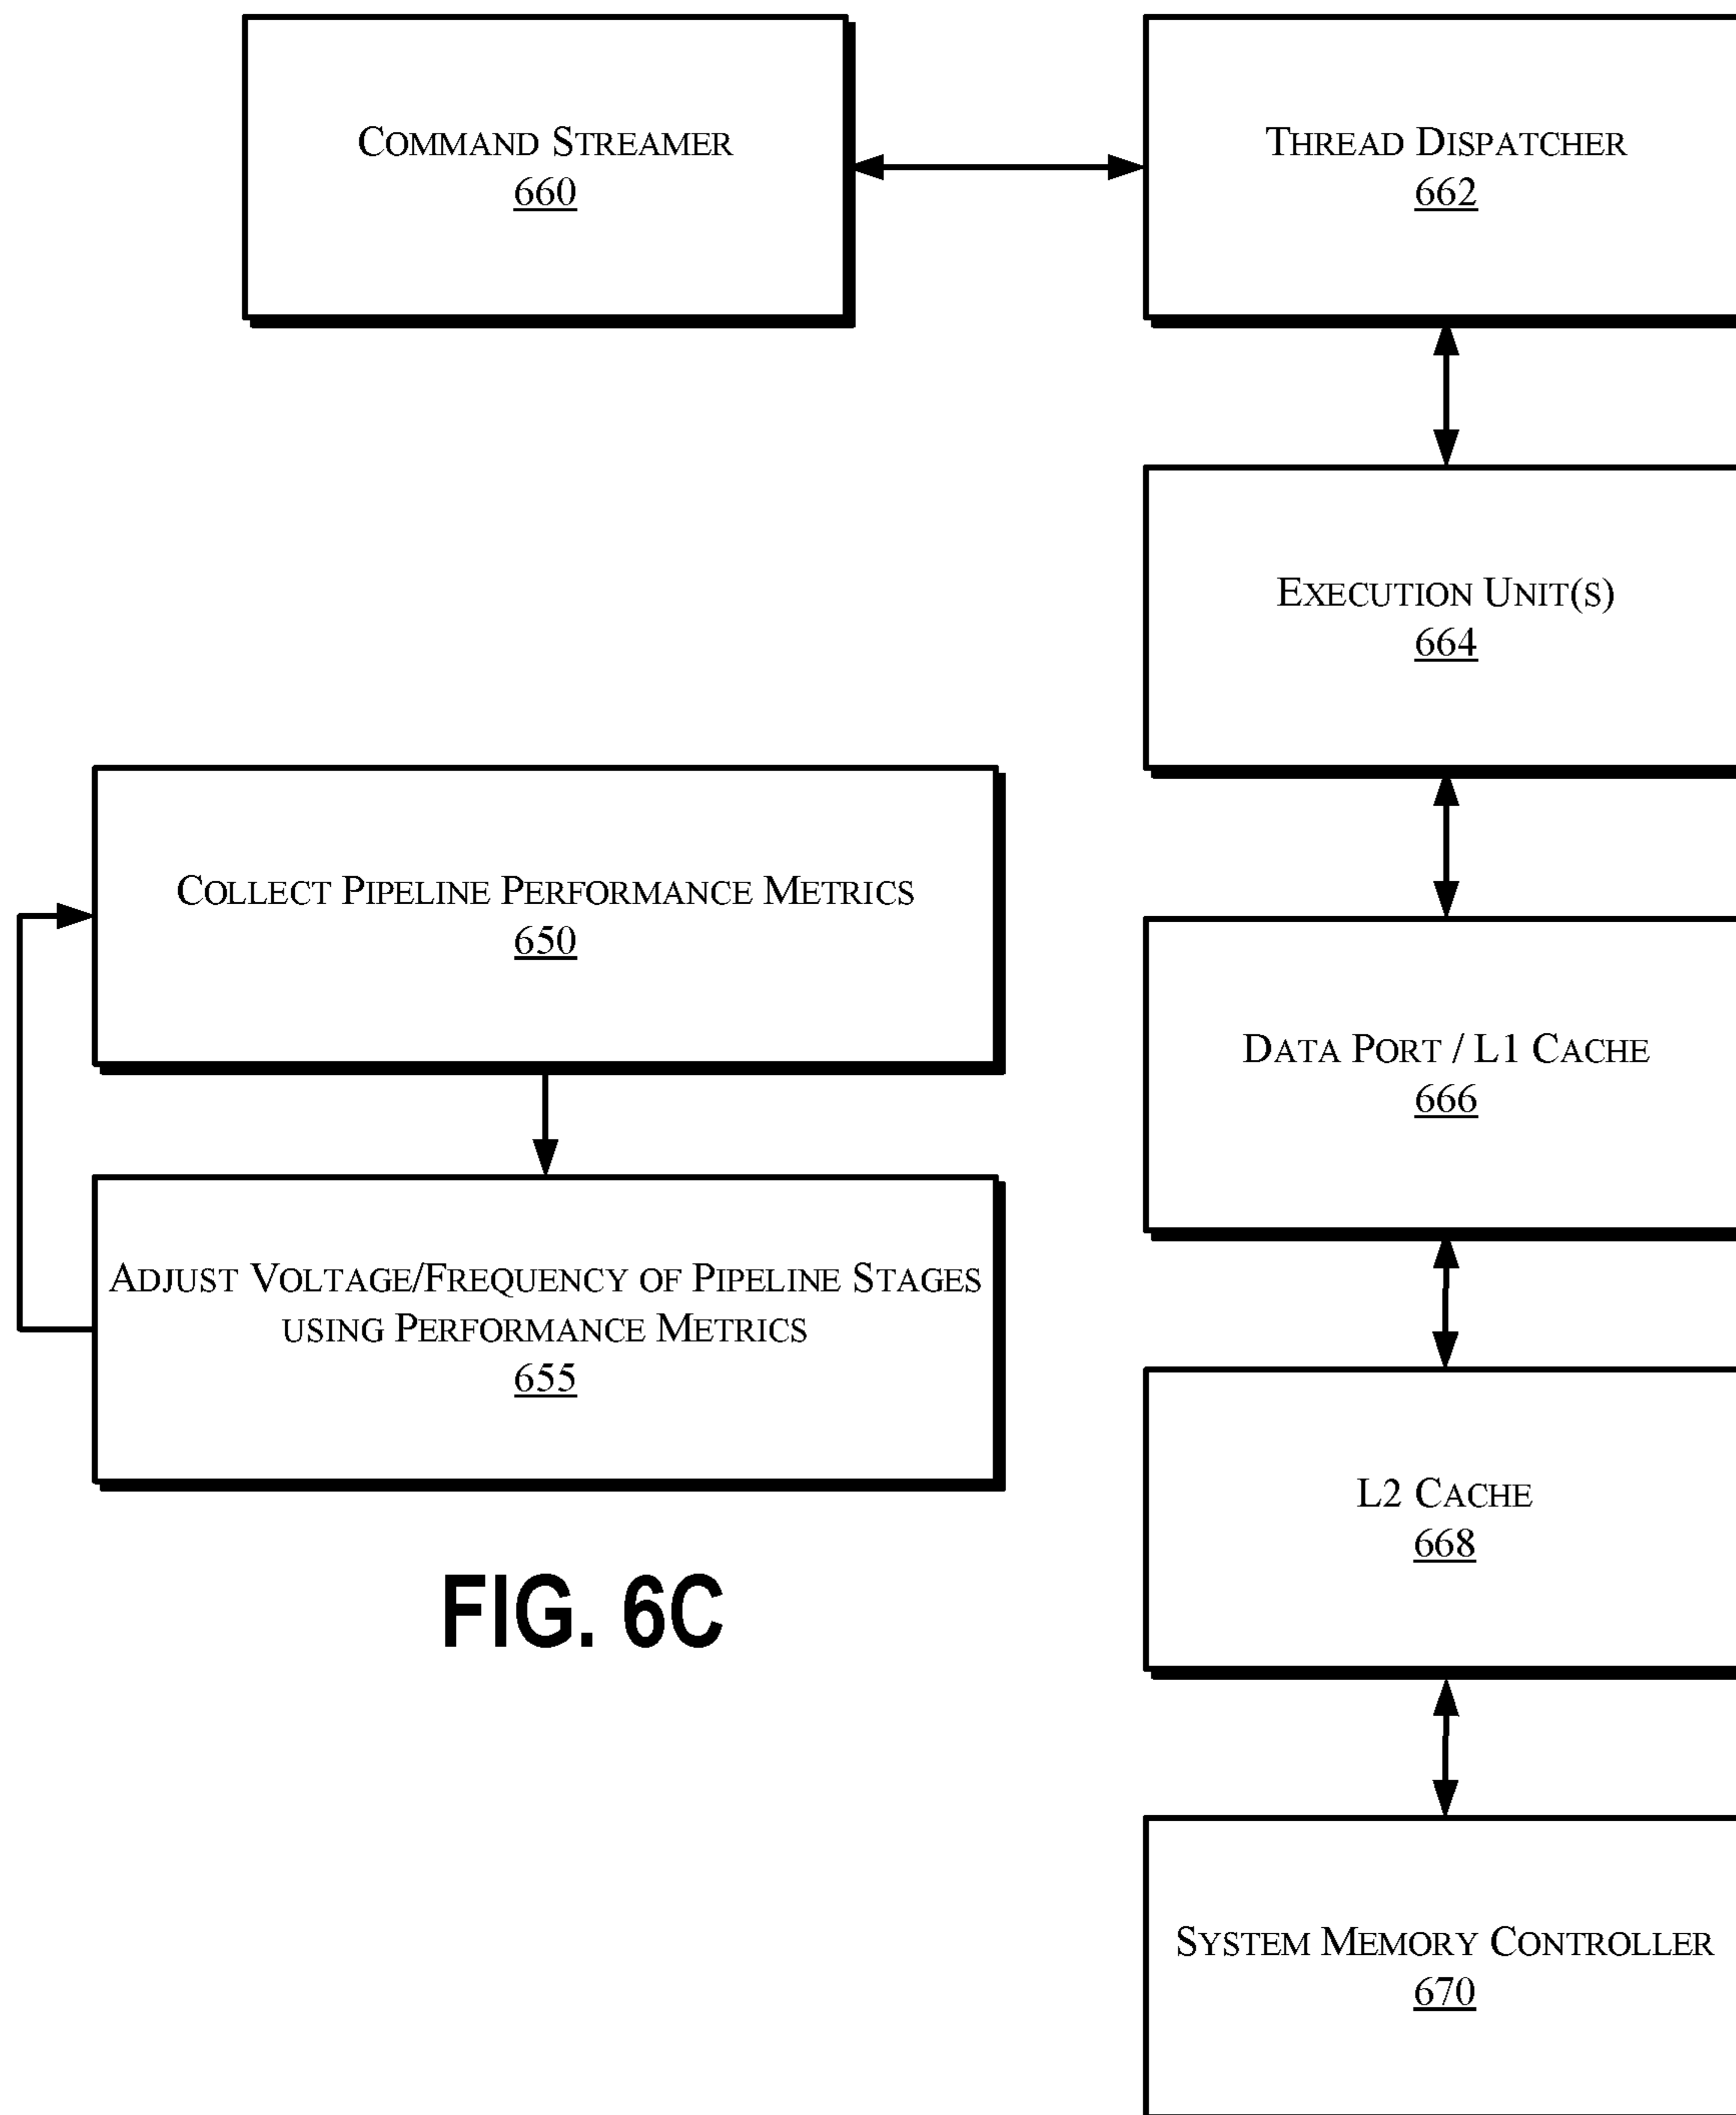 COMMAND STREAMER
660
THREAD DISPATCHER
662
EXECUTION UNIT(S)
664
COLLECT PIPELINE PERFORMANCE METRICS
650
DATA PORT / L1 CACHE
666
ADJUST VOLTAGE/FREQUENCY OF PIPELINE STAGES
USING PERFORMANCE METRICS
655
L2 CACHE
668
FIG. 6C
SYSTEM MEMORY CONTROLLER
670